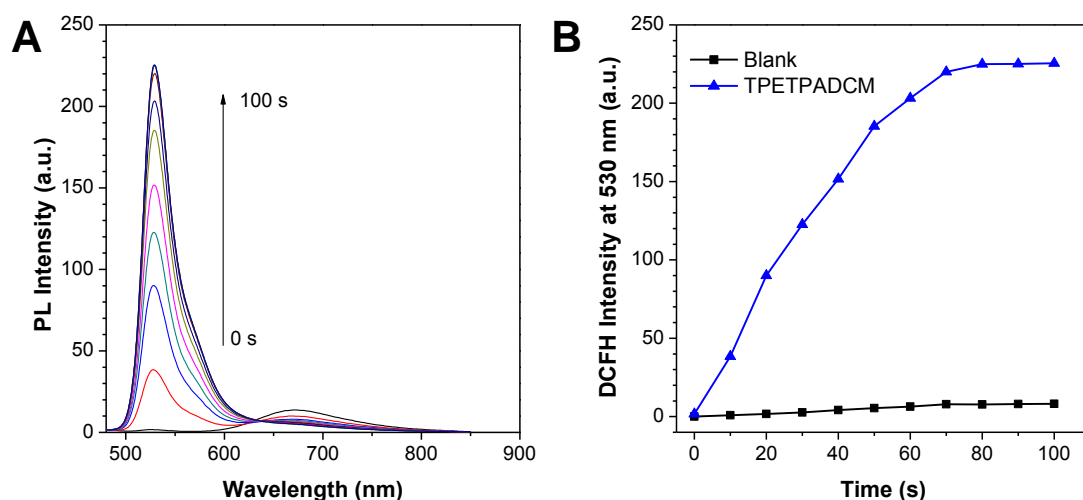 A
PL Intensity (a.u.)
250
200
150
100
50
0
100 s
0 s
500
600
700
800
900
Wavelength (nm)
B
DCFH Intensity at 530 nm (a.u.)
250
200
150
100
50
0
Blank
TPETPADCM
0
20
40
60
80
100
Time (s)